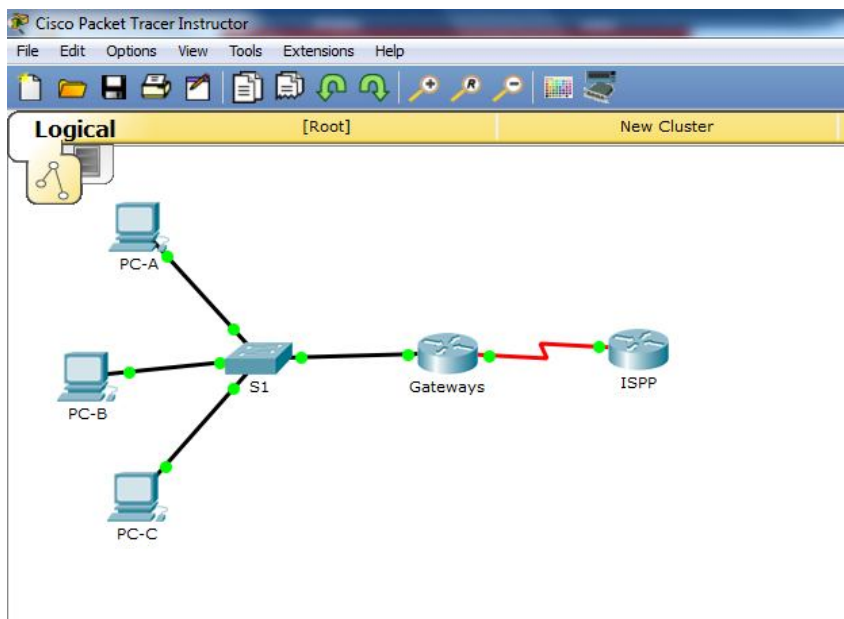 Cisco Packet Tracer Instructor
File Edit Options View Tools Extensions Help
Logical [Root] New Cluster
PC-A
PC-B
S1
Gateways
ISPP
PC-C